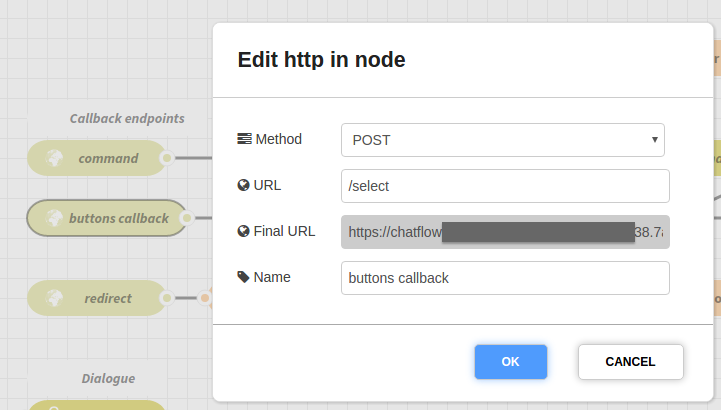 Edit http in node
Callback endpoints
Method POST
command
URL /select
buttons callback
Final URL https://chatflow 38.7
Name buttons callback
redirect
OK CANCEL
Dialogue